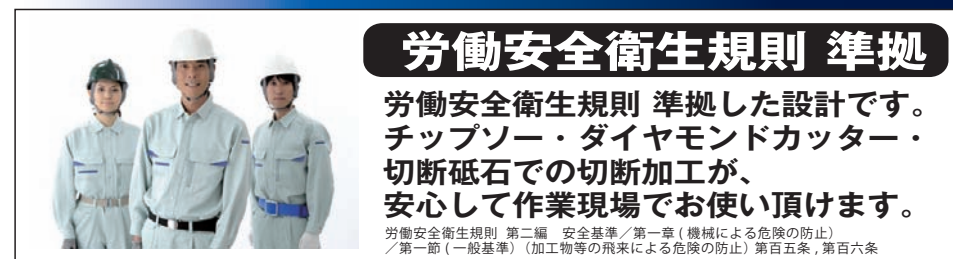 労働安全衛生規則 準拠
労働安全衛生規則 準拠した設計です。
チップソー・ダイヤモンドカッター・
切断砥石での切断加工が、
安心して作業現場でお使い頂けます。
労働安全衛生規則 第二編　安全基準／第一章 ( 機械による危険の防止）
／第一節 ( 一般基準）（加工物等の飛来による危険の防止）第百五条 , 第百六条